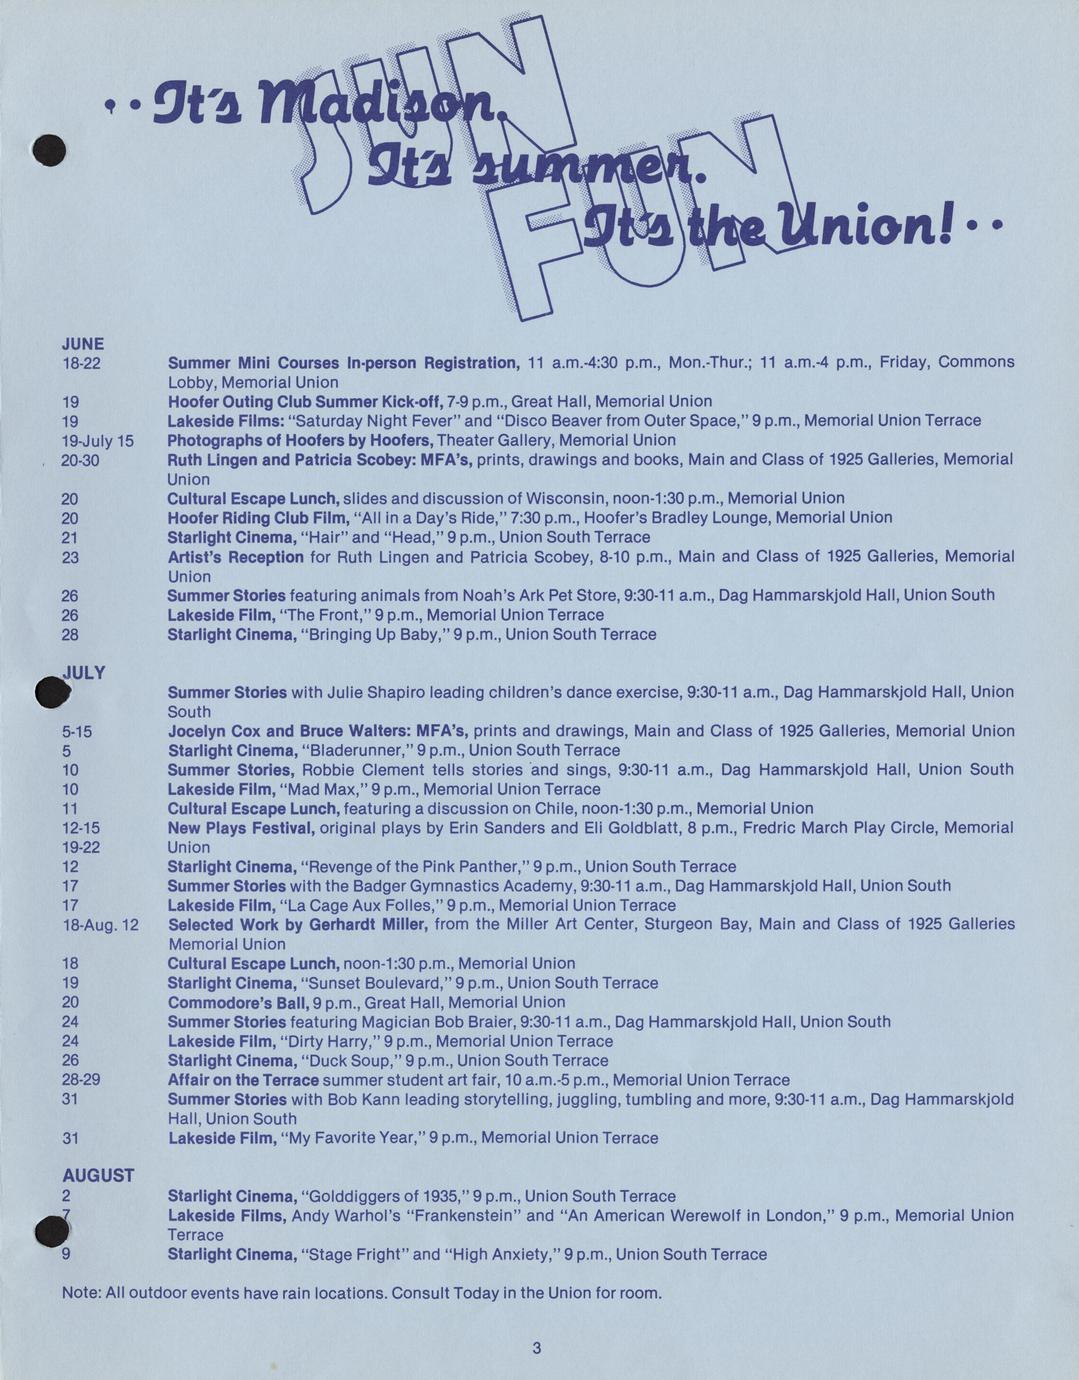 SUN
FUN
··It's Madison.
It's summer.
It's the Union!··
JUNE
18-22 Summer Mini Courses In-person Registration, 11 a.m.-4:30 p.m., Mon.-Thur.; 11 a.m.-4 p.m., Friday, Commons
Lobby, Memorial Union
19 Hoofer Outing Club Summer Kick-off, 7-9 p.m., Great Hall, Memorial Union
19 Lakeside Films: "Saturday Night Fever" and "Disco Beaver from Outer Space," 9 p.m., Memorial Union Terrace
19-July 15 Photographs of Hoofers by Hoofers, Theater Gallery, Memorial Union
20-30 Ruth Lingen and Patricia Scobey: MFA's, prints, drawings and books, Main and Class of 1925 Galleries, Memorial
Union
20 Cultural Escape Lunch, slides and discussion of Wisconsin, noon-1:30 p.m., Memorial Union
20 Hoofer Riding Club Film, "All in a Day's Ride," 7:30 p.m., Hoofer's Bradley Lounge, Memorial Union
21 Starlight Cinema, "Hair" and "Head," 9 p.m., Union South Terrace
23 Artist's Reception for Ruth Lingen and Patricia Scobey, 8-10 p.m., Main and Class of 1925 Galleries, Memorial
Union
26 Summer Stories featuring animals from Noah's Ark Pet Store, 9:30-11 a.m., Dag Hammarskjold Hall, Union South
26 Lakeside Film, "The Front," 9 p.m., Memorial Union Terrace
28 Starlight Cinema, "Bringing Up Baby," 9 p.m., Union South Terrace
JULY
Summer Stories with Julie Shapiro leading children's dance exercise, 9:30-11 a.m., Dag Hammarskjold Hall, Union
South
5-15 Jocelyn Cox and Bruce Walters: MFA's, prints and drawings, Main and Class of 1925 Galleries, Memorial Union
5 Starlight Cinema, "Bladerunner," 9 p.m., Union South Terrace
10 Summer Stories, Robbie Clement tells stories and sings, 9:30-11 a.m., Dag Hammarskjold Hall, Union South
10 Lakeside Film, "Mad Max," 9 p.m., Memorial Union Terrace
11 Cultural Escape Lunch, featuring a discussion on Chile, noon-1:30 p.m., Memorial Union
12-15 New Plays Festival, original plays by Erin Sanders and Eli Goldblatt, 8 p.m., Fredric March Play Circle, Memorial
19-22 Union
12 Starlight Cinema, "Revenge of the Pink Panther," 9 p.m., Union South Terrace
17 Summer Stories with the Badger Gymnastics Academy, 9:30-11 a.m., Dag Hammarskjold Hall, Union South
17 Lakeside Film, "La Cage Aux Folles," 9 p.m., Memorial Union Terrace
18-Aug. 12 Selected Work by Gerhardt Miller, from the Miller Art Center, Sturgeon Bay, Main and Class of 1925 Galleries
Memorial Union
18 Cultural Escape Lunch, noon-1:30 p.m., Memorial Union
19 Starlight Cinema, "Sunset Boulevard," 9 p.m., Union South Terrace
20 Commodore's Ball, 9 p.m., Great Hall, Memorial Union
24 Summer Stories featuring Magician Bob Braier, 9:30-11 a.m., Dag Hammarskjold Hall, Union South
24 Lakeside Film, "Dirty Harry," 9 p.m., Memorial Union Terrace
26 Starlight Cinema, "Duck Soup," 9 p.m., Union South Terrace
28-29 Affair on the Terrace summer student art fair, 10 a.m.-5 p.m., Memorial Union Terrace
31 Summer Stories with Bob Kann leading storytelling, juggling, tumbling and more, 9:30-11 a.m., Dag Hammarskjold
Hall, Union South
31 Lakeside Film, "My Favorite Year," 9 p.m., Memorial Union Terrace
AUGUST
2 Starlight Cinema, "Golddiggers of 1935," 9 p.m., Union South Terrace
7 Lakeside Films, Andy Warhol's "Frankenstein" and "An American Werewolf in London," 9 p.m., Memorial Union
Terrace
9 Starlight Cinema, "Stage Fright" and "High Anxiety," 9 p.m., Union South Terrace
Note: All outdoor events have rain locations. Consult Today in the Union for room.
3